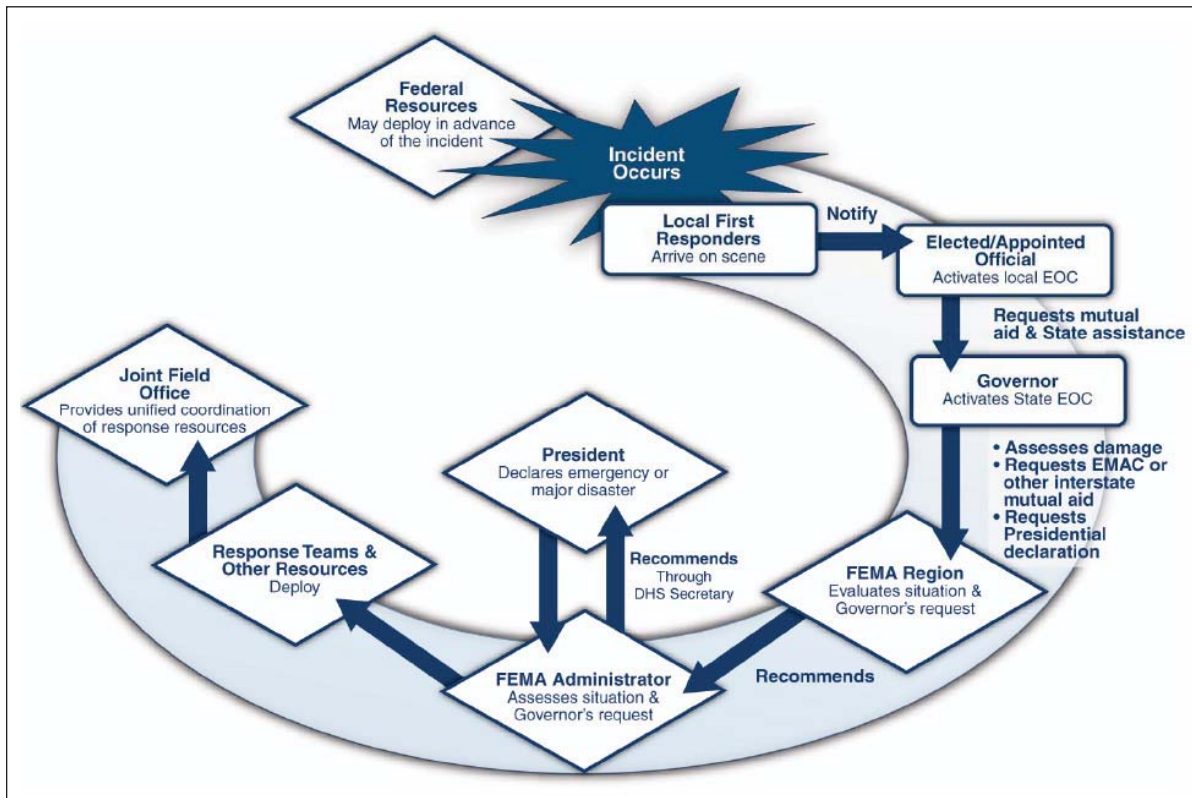 Federal
Resources
May deploy in advance
of the incident
Incident
Occurs
Local First
Responders
Arrive on scene
Notify
Elected/Appointed
Official
Activates local EOC
Requests mutual
aid & State assistance
Governor
Activates State EOC
• Assesses damage
• Requests EMAC or
other interstate
mutual aid
• Requests
Presidential
declaration
FEMA Region
Evaluates situation &
Governor's request
Recommends
FEMA Administrator
Assesses situation &
Governor's request
Recommends
Through
DHS Secretary
President
Declares emergency or
major disaster
Response Teams &
Other Resources
Deploy
Joint Field
Office
Provides unified coordination
of response resources